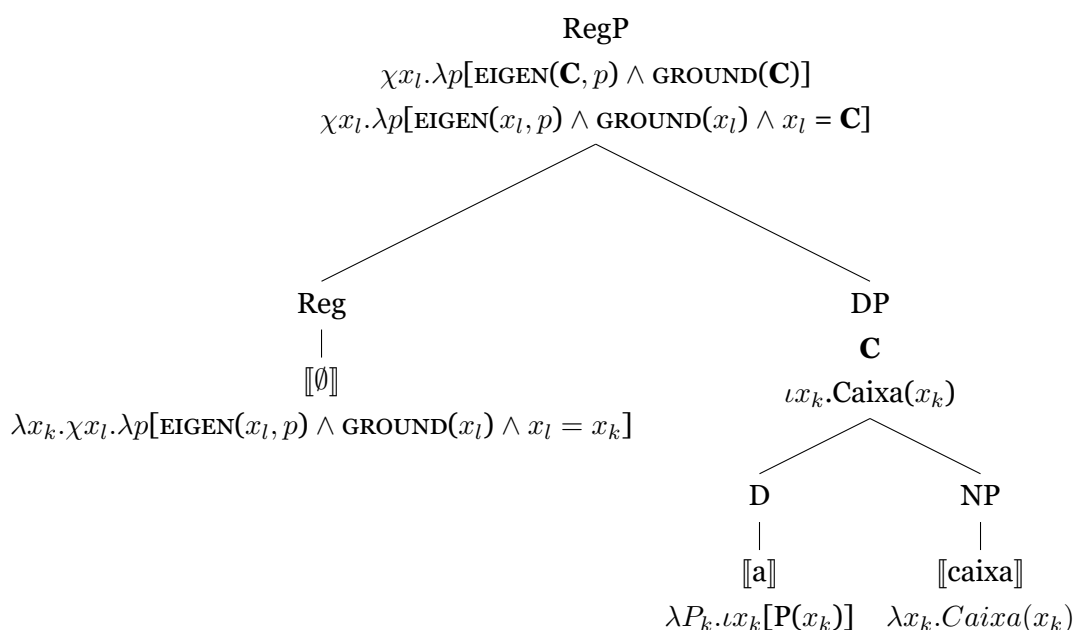 RegP
χx_l.λp[EIGEN(C, p) ∧ GROUND(C)]
χx_l.λp[EIGEN(x_l, p) ∧ GROUND(x_l) ∧ x_l = C]
Reg DP
⟦∅⟧ C
λx_k.χx_l.λp[EIGEN(x_l, p) ∧ GROUND(x_l) ∧ x_l = x_k] ιx_k.Caixa(x_k)
D NP
⟦a⟧ ⟦caixa⟧
λP_k.ιx_k[P(x_k)] λx_k.Caixa(x_k)